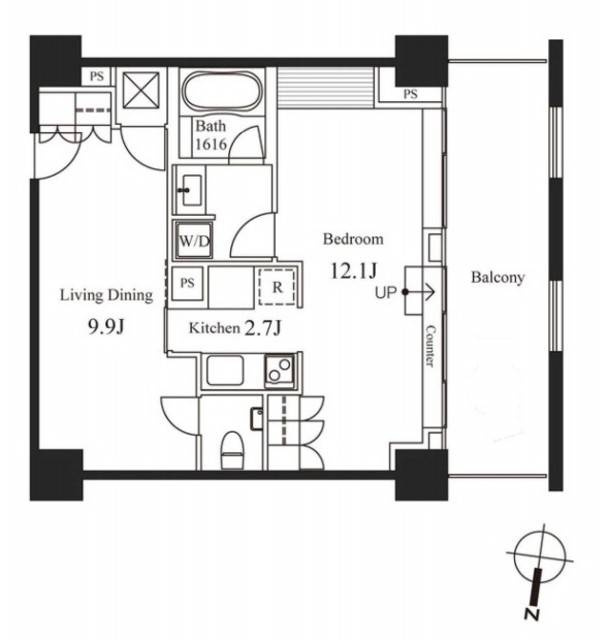 PS
PS
Bath
1616
W/D
Bedroom
12.1J
PS
R
UP
Balcony
Living Dining
9.9J
Kitchen 2.7J
Counter
N